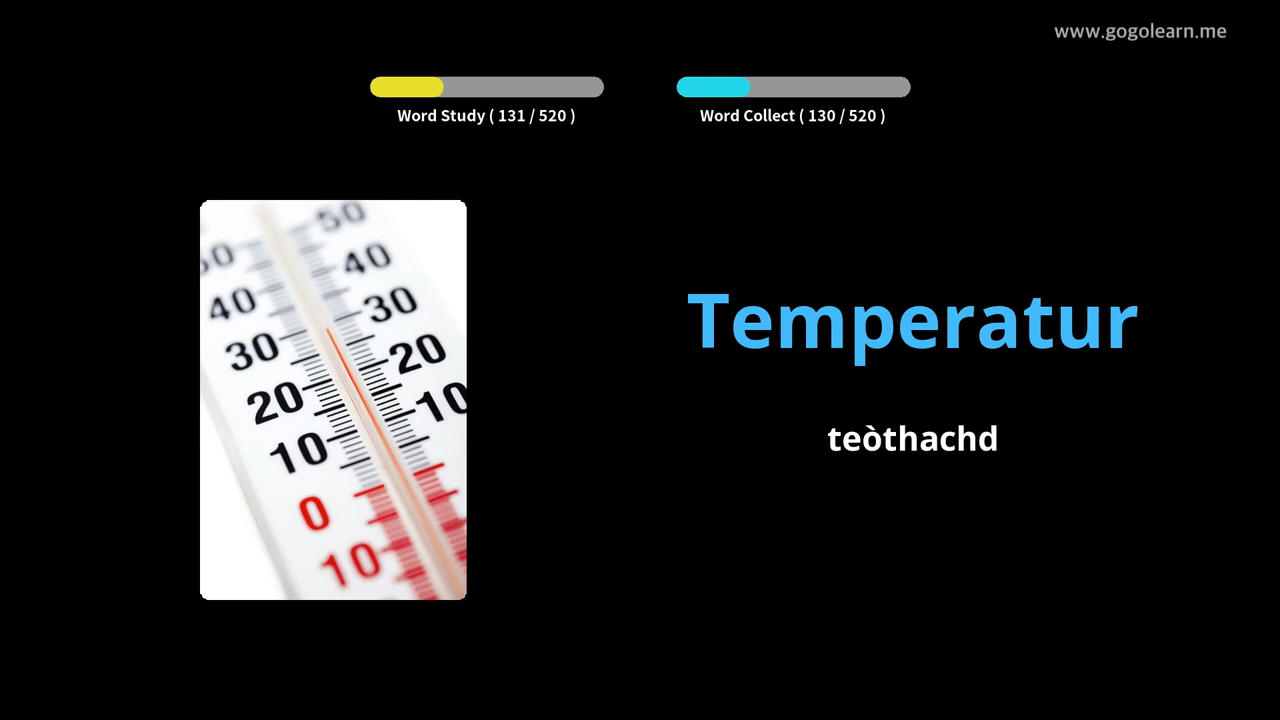 www.gogolearn.me
Word Study ( 131 / 520 )
Word Collect ( 130 / 520 )
50
40
30
20
10
0
10
50
40
30
20
10
Temperatur
teòthachd